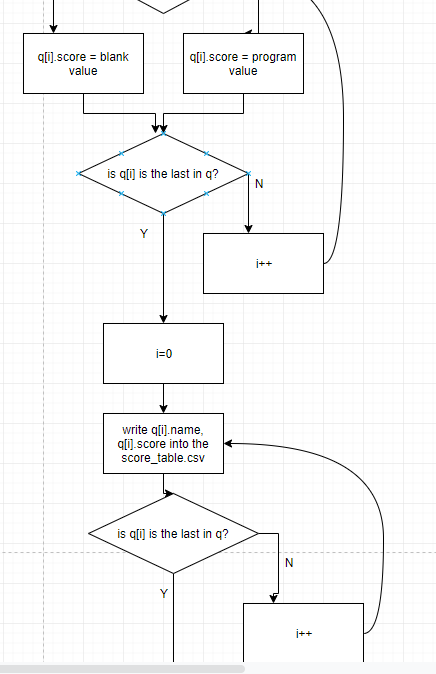 q[i].score = blank
value
q[i].score = program
value
is q[i] is the last in q?
N
Y
i++
i=0
write q[i].name,
q[i].score into the
score_table.csv
is q[i] is the last in q?
N
Y
i++